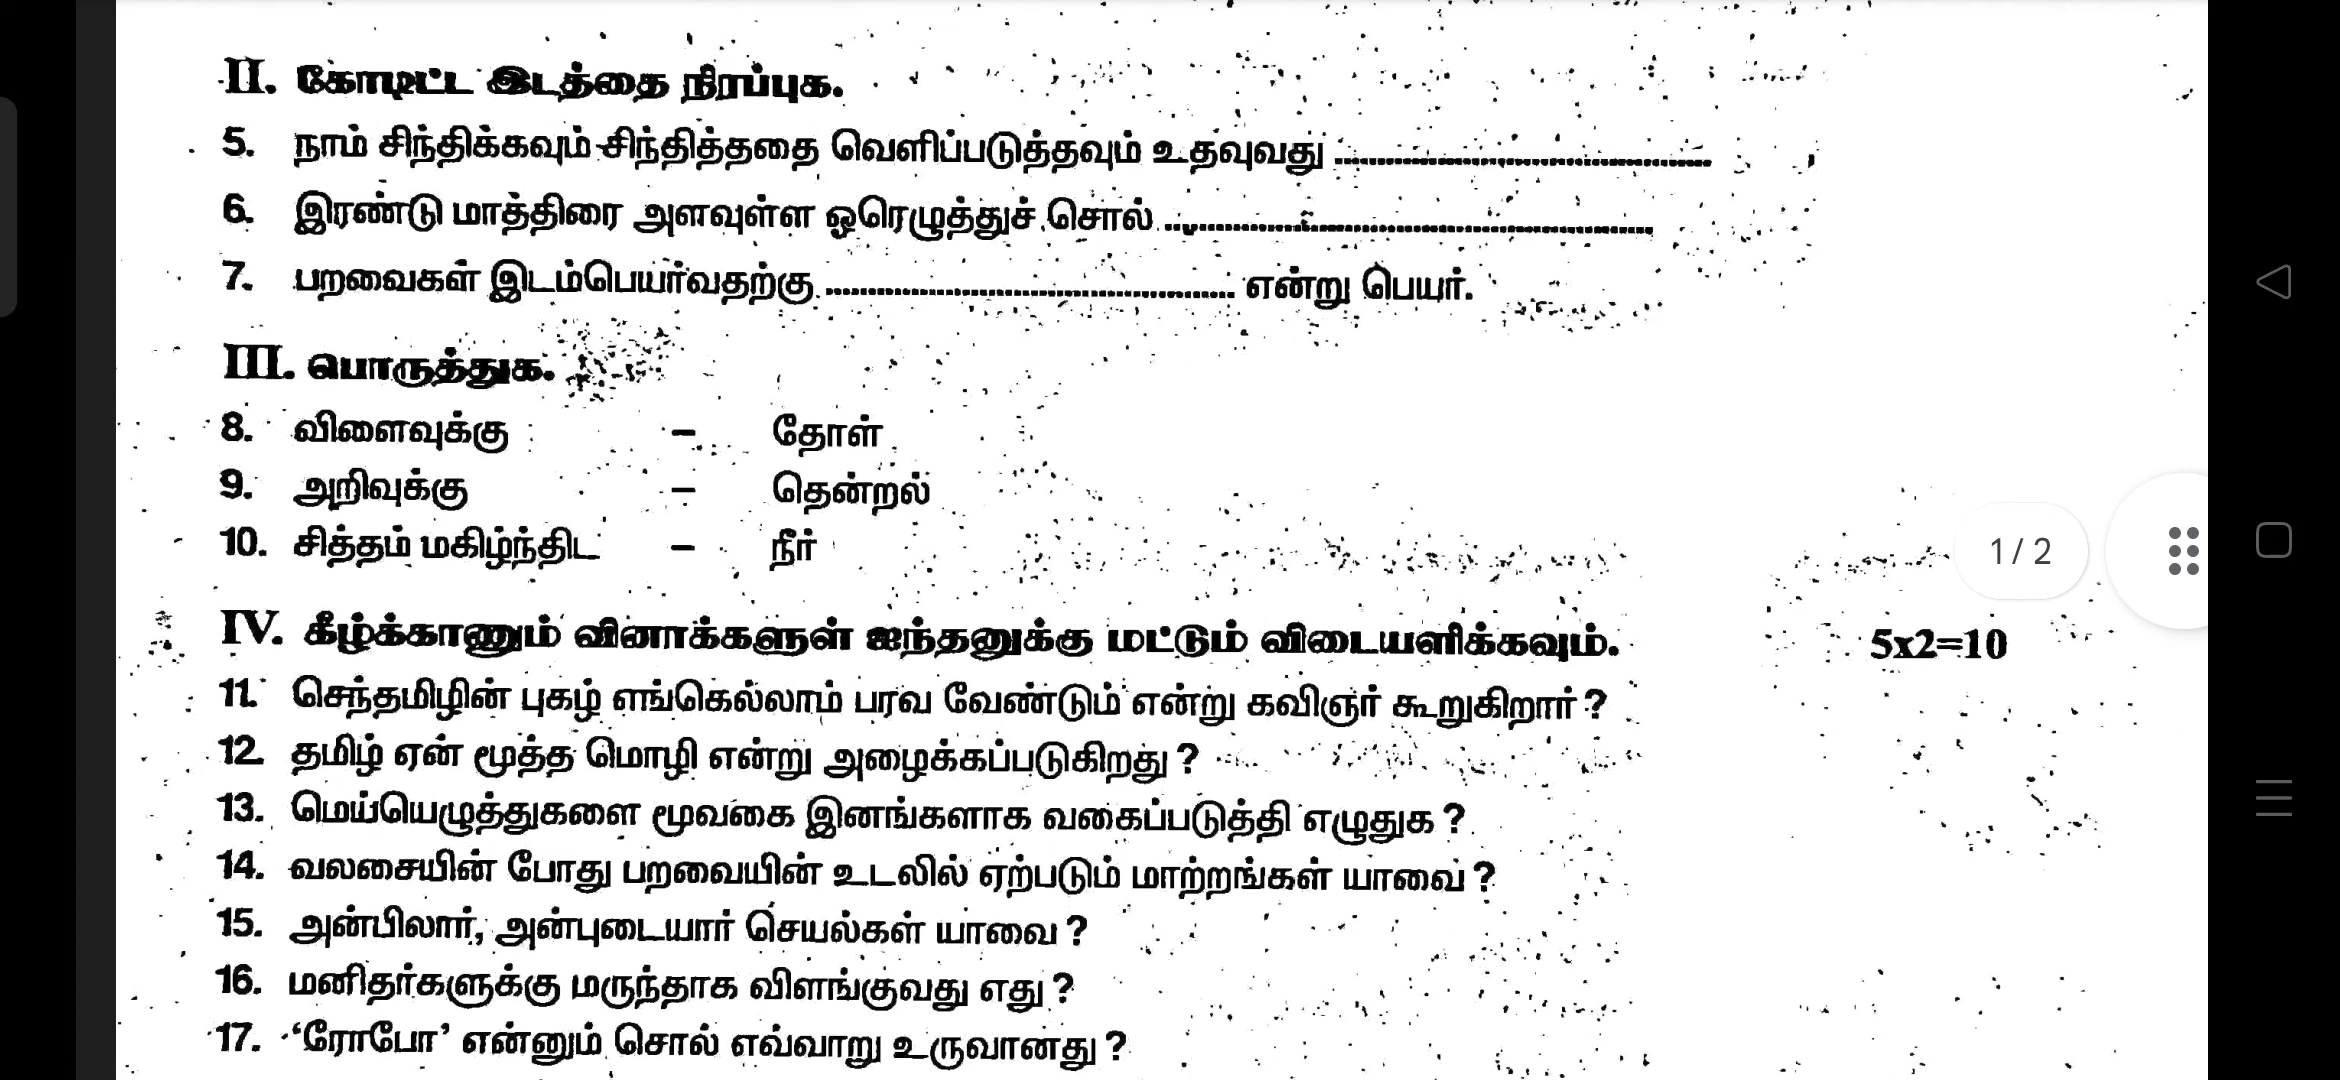 II. கோடிட்ட இடத்தை நிரப்புக.
5. நாம் சிந்திக்கவும் சிந்தித்ததை வெளிப்படுத்தவும் உதவுவது ........................................
6. இரண்டு மாத்திரை அளவுள்ள ஓரெழுத்துச் சொல் ........................................
7. பறவைகள் இடம்பெயர்வதற்கு ........................................ என்று பெயர்.
III. பொருத்துக.
8. விளைவுக்கு – தோள்
9. அறிவுக்கு – தென்றல்
10. சித்தம் மகிழ்ந்திட – நீர்
1 / 2
IV. கீழ்க்காணும் வினாக்களுள் ஐந்தனுக்கு மட்டும் விடையளிக்கவும். 5x2=10
11. செந்தமிழின் புகழ் எங்கெல்லாம் பரவ வேண்டும் என்று கவிஞர் கூறுகிறார் ?
12. தமிழ் ஏன் மூத்த மொழி என்று அழைக்கப்படுகிறது ?
13. மெய்யெழுத்துகளை மூவகை இனங்களாக வகைப்படுத்தி எழுதுக ?
14. வலசையின் போது பறவையின் உடலில் ஏற்படும் மாற்றங்கள் யாவை ?
15. அன்பிலார், அன்புடையார் செயல்கள் யாவை ?
16. மனிதர்களுக்கு மருந்தாக விளங்குவது எது ?
17. ‘ரோபோ’ என்னும் சொல் எவ்வாறு உருவானது ?